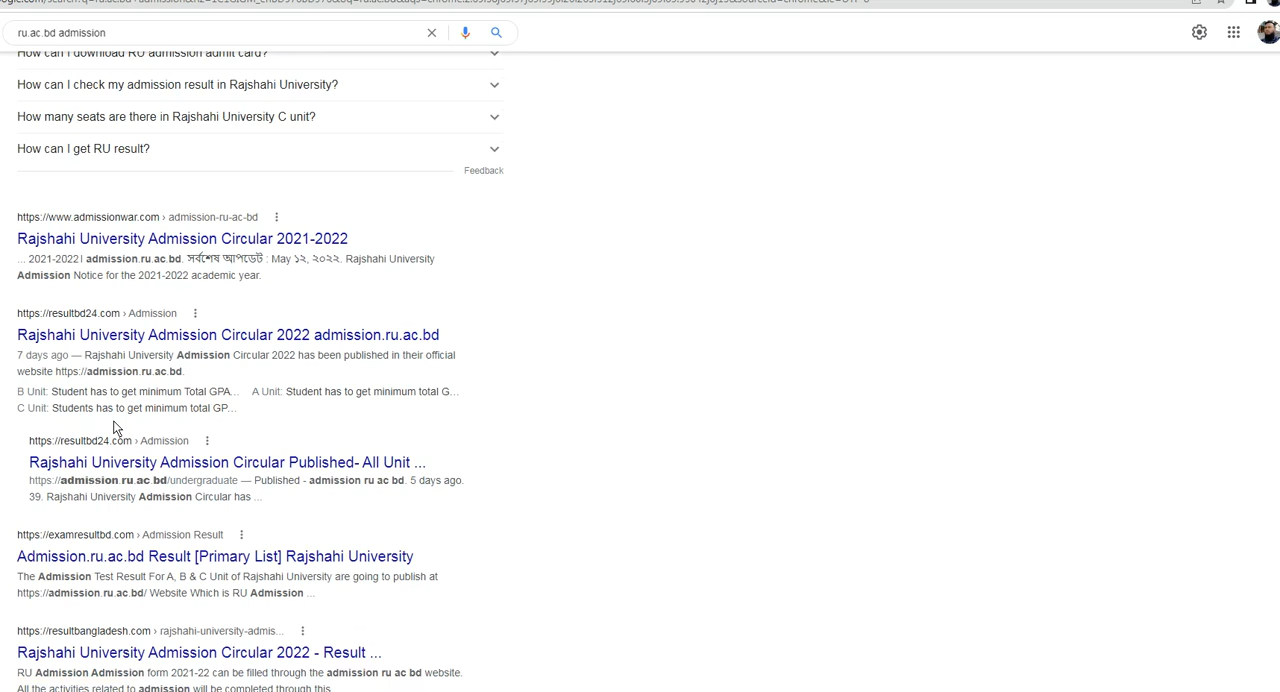 ru.ac.bd admission
How can I download RU admission admit card?
How can I check my admission result in Rajshahi University?
How many seats are there in Rajshahi University C unit?
How can I get RU result?
Feedback
https://www.admissionwar.com › admission-ru-ac-bd
Rajshahi University Admission Circular 2021-2022
... 2021-2022। admission.ru.ac.bd. সর্বশেষ আপডেট : May ১২, ২০২২. Rajshahi University
Admission Notice for the 2021-2022 academic year.
https://resultbd24.com › Admission
Rajshahi University Admission Circular 2022 admission.ru.ac.bd
7 days ago — Rajshahi University Admission Circular 2022 has been published in their official
website https://admission.ru.ac.bd.
B Unit: Student has to get minimum Total GPA... A Unit: Student has to get minimum total G...
C Unit: Students has to get minimum total GP...
https://resultbd24.com › Admission
Rajshahi University Admission Circular Published- All Unit ...
https://admission.ru.ac.bd/undergraduate — Published - admission ru ac bd. 5 days ago.
39. Rajshahi University Admission Circular has ...
https://examresultbd.com › Admission Result
Admission.ru.ac.bd Result [Primary List] Rajshahi University
The Admission Test Result For A, B & C Unit of Rajshahi University are going to publish at
https://admission.ru.ac.bd/ Website Which is RU Admission ...
https://resultbangladesh.com › rajshahi-university-admis...
Rajshahi University Admission Circular 2022 - Result ...
RU Admission Admission form 2021-22 can be filled through the admission ru ac bd website.
All the activities related to admission will be completed through this